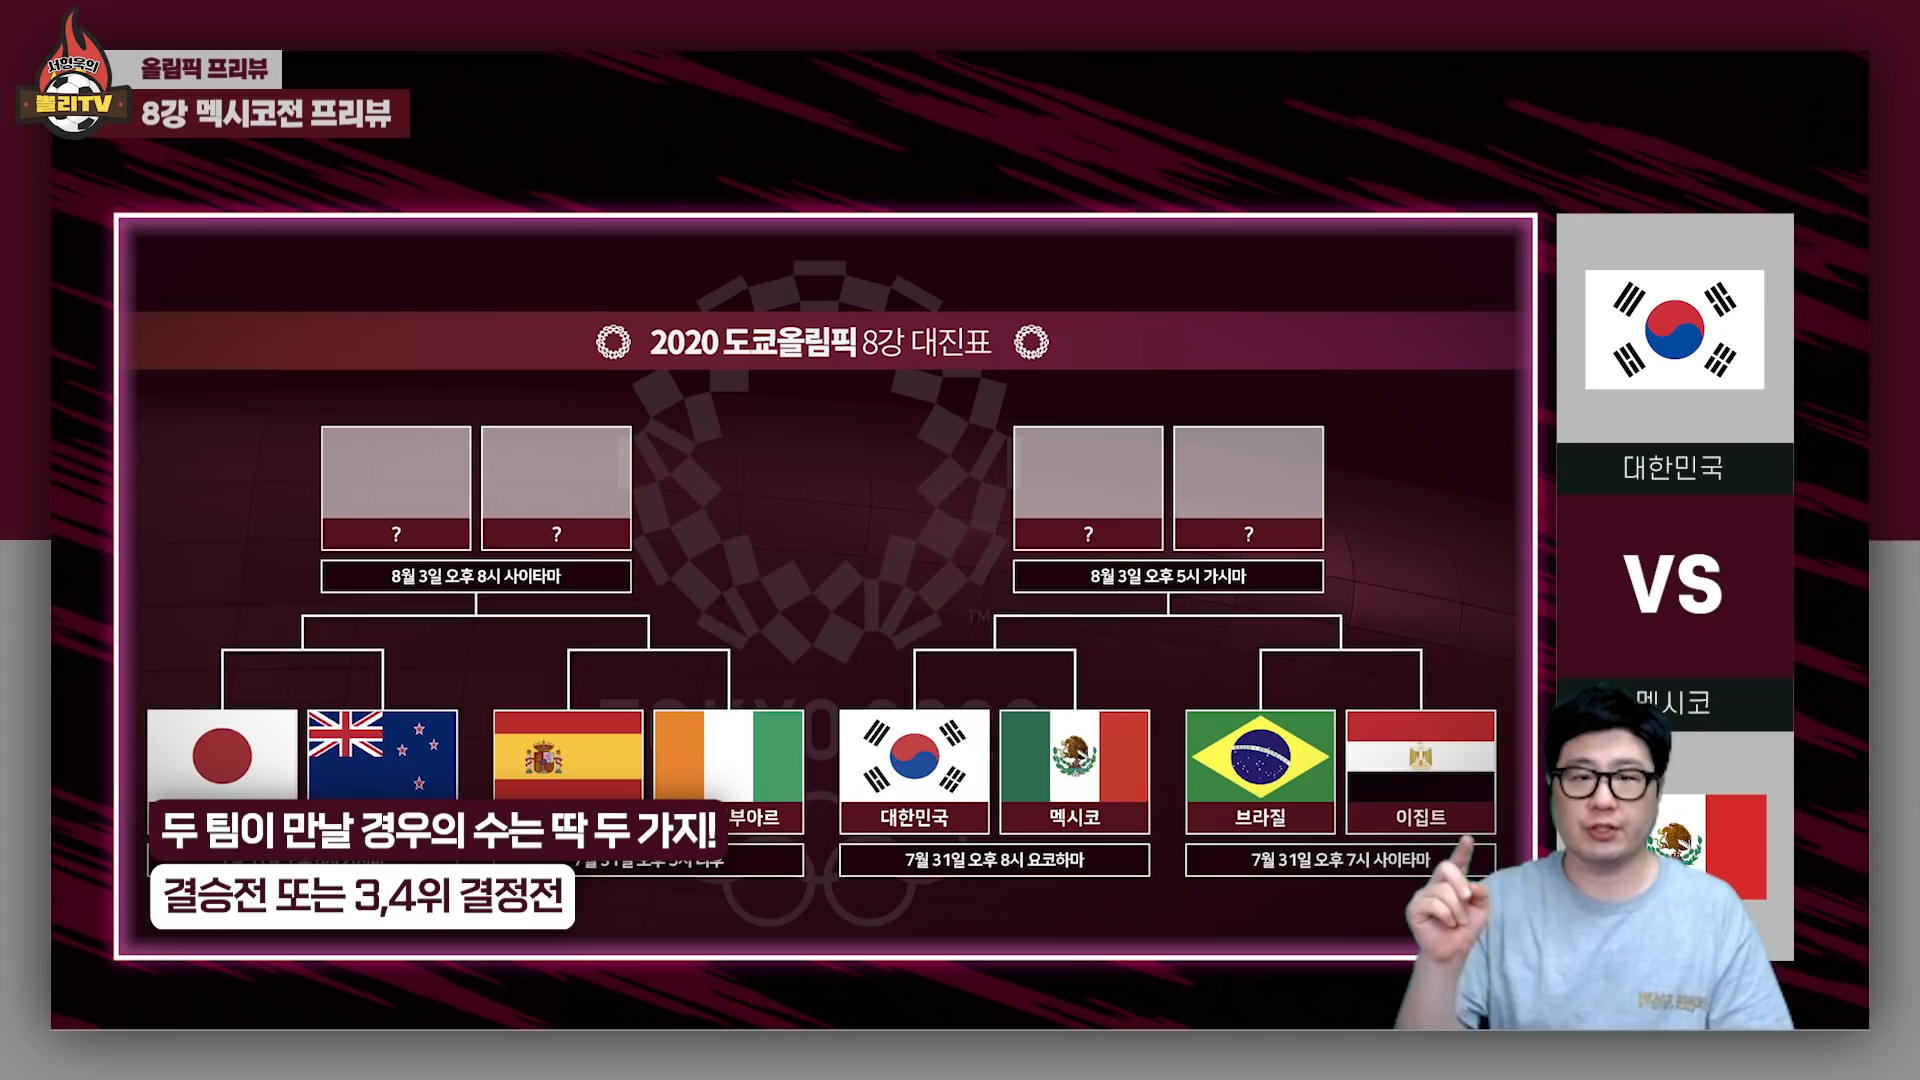 서형욱의
뽈리TV
올림픽 프리뷰
8강 멕시코전 프리뷰
2020 도쿄올림픽 8강 대진표
? ? ? ?
8월 3일 오후 8시 사이타마
8월 3일 오후 5시 가시마
TM
부아르
대한민국
멕시코
브라질
이집트
7월 31일 오후 8시 요코하마
7월 31일 오후 7시 사이타마
두 팀이 만날 경우의 수는 딱 두 가지!
결승전 또는 3,4위 결정전
대한민국
VS
멕시코